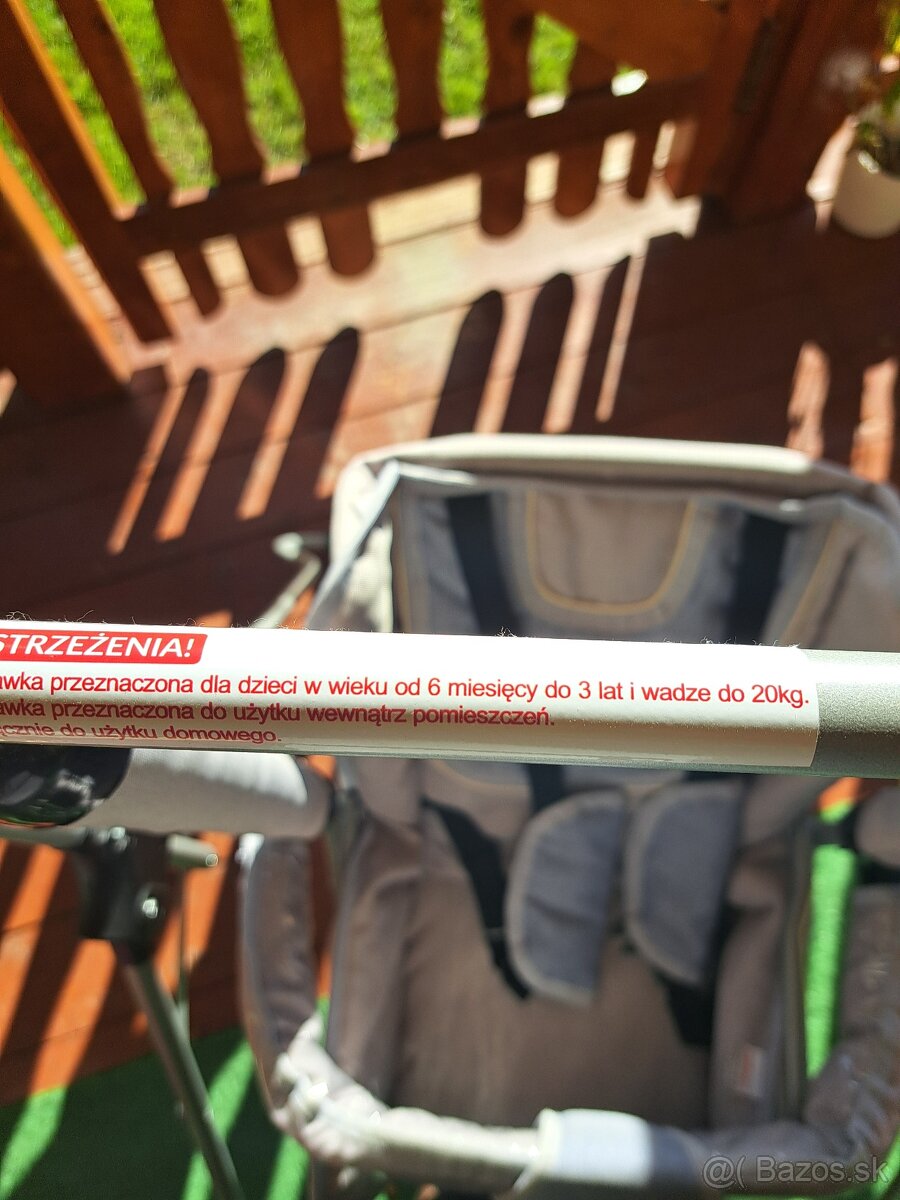 STRZEŻENIA!
awka przeznaczona dla dzieci w wieku od 6 miesięcy do 3 lat i wadze do 20kg.
awka przeznaczona do użytku wewnątrz pomieszczeń.
ęcznie do użytku domowego.
@( Bazos.sk